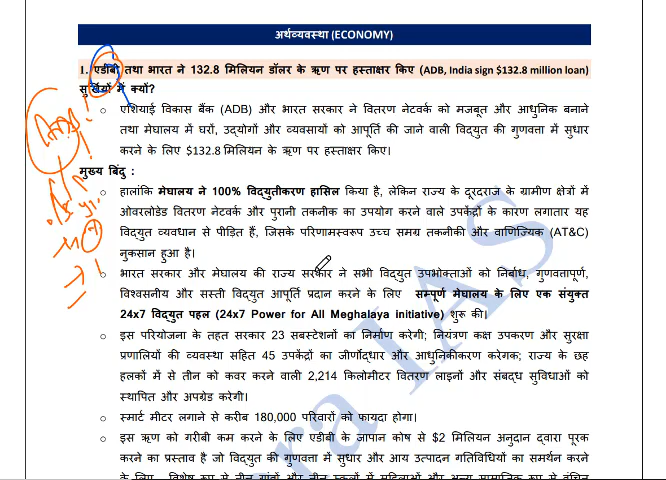 अर्थव्यवस्था (ECONOMY)
1. एडीबी तथा भारत ने 132.8 मिलियन डॉलर के ऋण पर हस्ताक्षर किए (ADB, India sign $132.8 million loan)
सुर्खियों में क्यों?
o एशियाई विकास बैंक (ADB) और भारत सरकार ने वितरण नेटवर्क को मजबूत और आधुनिक बनाने
तथा मेघालय में घरों, उद्योगों और व्यवसायों को आपूर्ति की जाने वाली विद्युत की गुणवत्ता में सुधार
करने के लिए $132.8 मिलियन के ऋण पर हस्ताक्षर किए।
मुख्य बिंदु :
o हालांकि मेघालय ने 100% विद्युतीकरण हासिल किया है, लेकिन राज्य के दूरदराज के ग्रामीण क्षेत्रों में
ओवरलोडेड वितरण नेटवर्क और पुरानी तकनीक का उपयोग करने वाले उपकेंद्रों के कारण लगातार यह
विद्युत व्यवधान से पीड़ित हैं, जिसके परिणामस्वरूप उच्च समग्र तकनीकी और वाणिज्यिक (AT&C)
नुकसान हुआ है।
o भारत सरकार और मेघालय की राज्य सरकार ने सभी विद्युत उपभोक्ताओं को निर्बाध, गुणवत्तापूर्ण,
विश्वसनीय और सस्ती विद्युत आपूर्ति प्रदान करने के लिए सम्पूर्ण मेघालय के लिए एक संयुक्त
24x7 विद्युत पहल (24x7 Power for All Meghalaya initiative) शुरू की।
o इस परियोजना के तहत सरकार 23 सबस्टेशनों का निर्माण करेगी; नियंत्रण कक्ष उपकरण और सुरक्षा
प्रणालियों की व्यवस्था सहित 45 उपकेंद्रों का जीर्णोद्धार और आधुनिकीकरण करेगक; राज्य के छह
हलकों में से तीन को कवर करने वाली 2,214 किलोमीटर वितरण लाइनों और संबद्ध सुविधाओं को
स्थापित और अपग्रेड करेगी।
o स्मार्ट मीटर लगाने से करीब 180,000 परिवारों को फायदा होगा।
o इस ऋण को गरीबी कम करने के लिए एडीबी के जापान कोष से $2 मिलियन अनुदान द्वारा पूरक
करने का प्रस्ताव है जो विद्युत की गुणवत्ता में सुधार और आय उत्पादन गतिविधियों का समर्थन करने